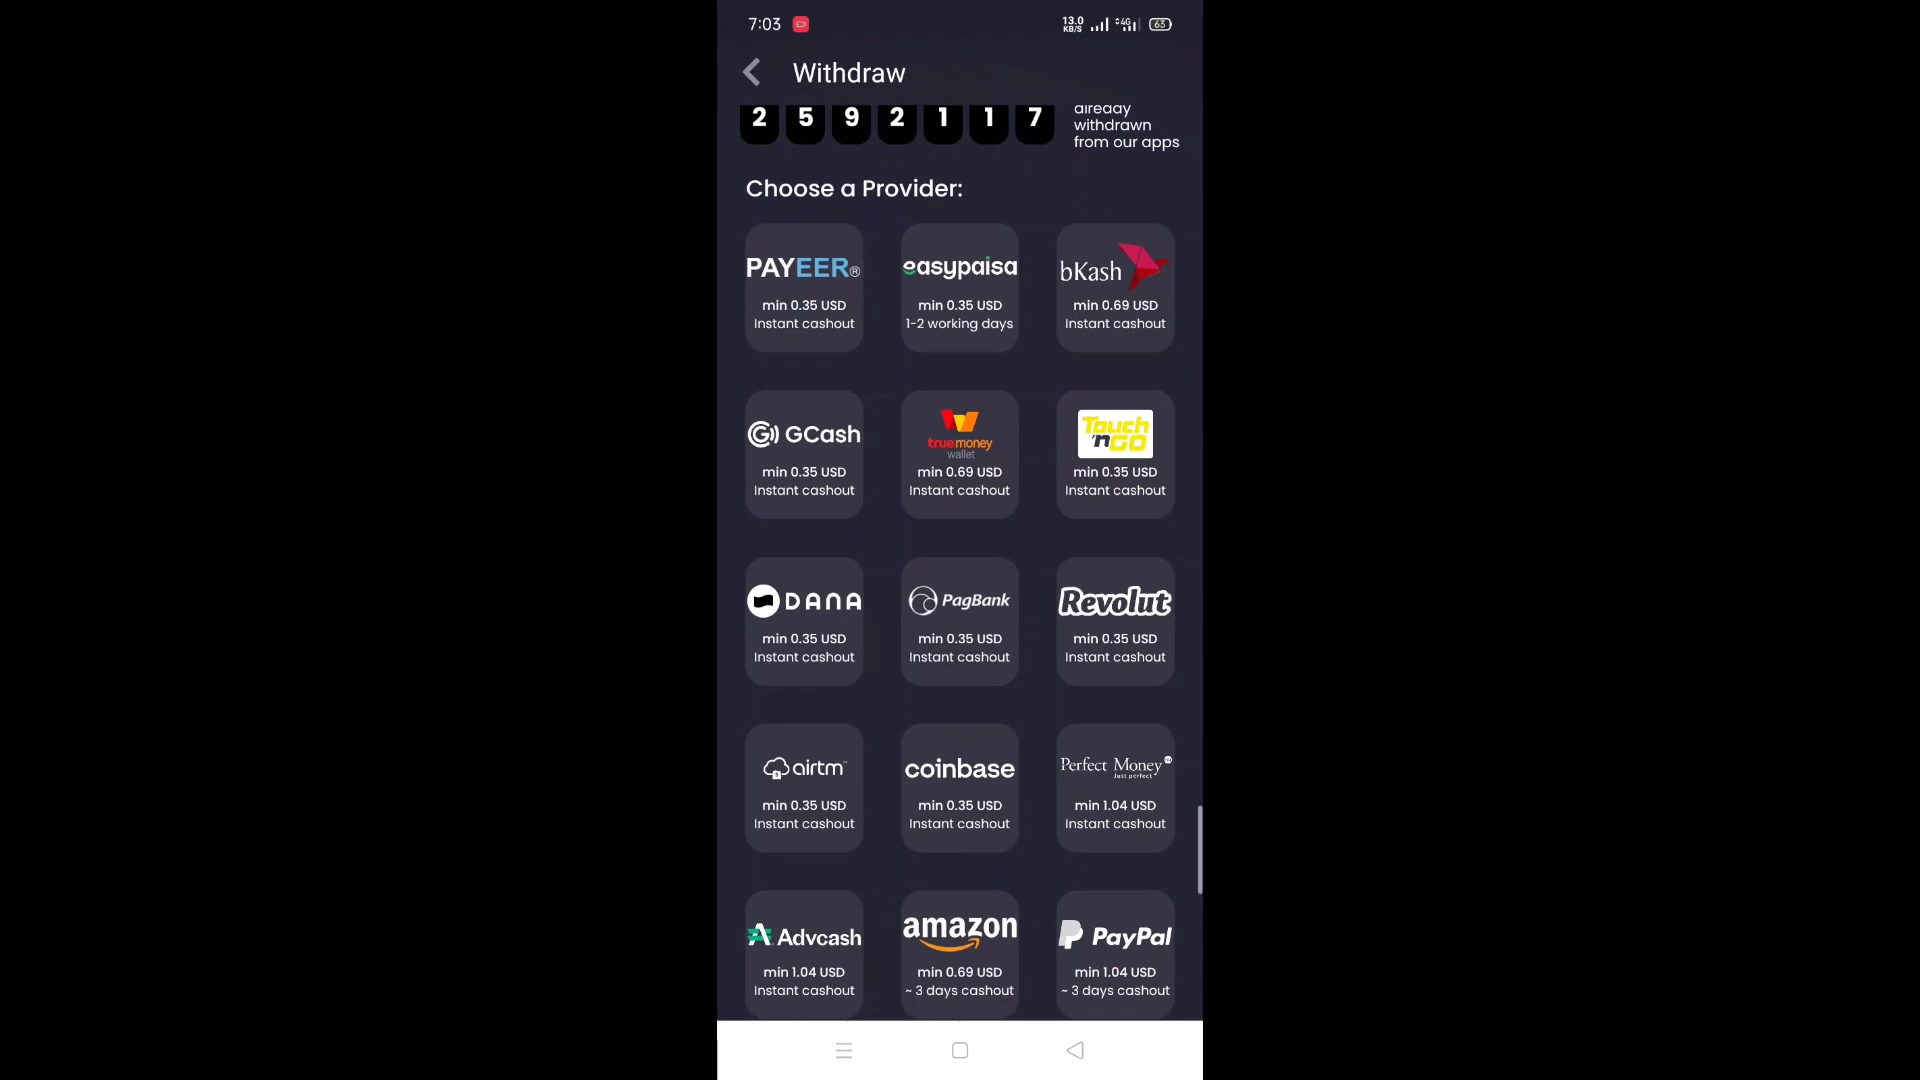 7:03
13.0
KB/S
4G
63
Withdraw
2 5 9 2 1 1 7
already
withdrawn
from our apps
Choose a Provider:
PAYEER®
min 0.35 USD
Instant cashout
easypaisa
min 0.35 USD
1-2 working days
bKash
min 0.69 USD
Instant cashout
GCash
min 0.35 USD
Instant cashout
truemoney
wallet
min 0.69 USD
Instant cashout
Touch
'n GO
min 0.35 USD
Instant cashout
DANA
min 0.35 USD
Instant cashout
PagBank
min 0.35 USD
Instant cashout
Revolut
min 0.35 USD
Instant cashout
airtm™
min 0.35 USD
Instant cashout
coinbase
min 0.35 USD
Instant cashout
Perfect Money
Just perfect
min 1.04 USD
Instant cashout
Advcash
min 1.04 USD
Instant cashout
amazon
min 0.69 USD
~ 3 days cashout
PayPal
min 1.04 USD
~ 3 days cashout